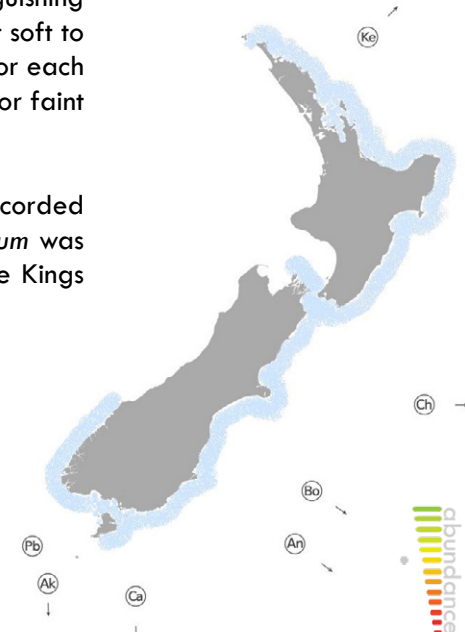 guishing
soft to
or each
or faint
corded
um was
e Kings
Ke
Ch
Bo
An
Pb
Ak
Ca
abundance